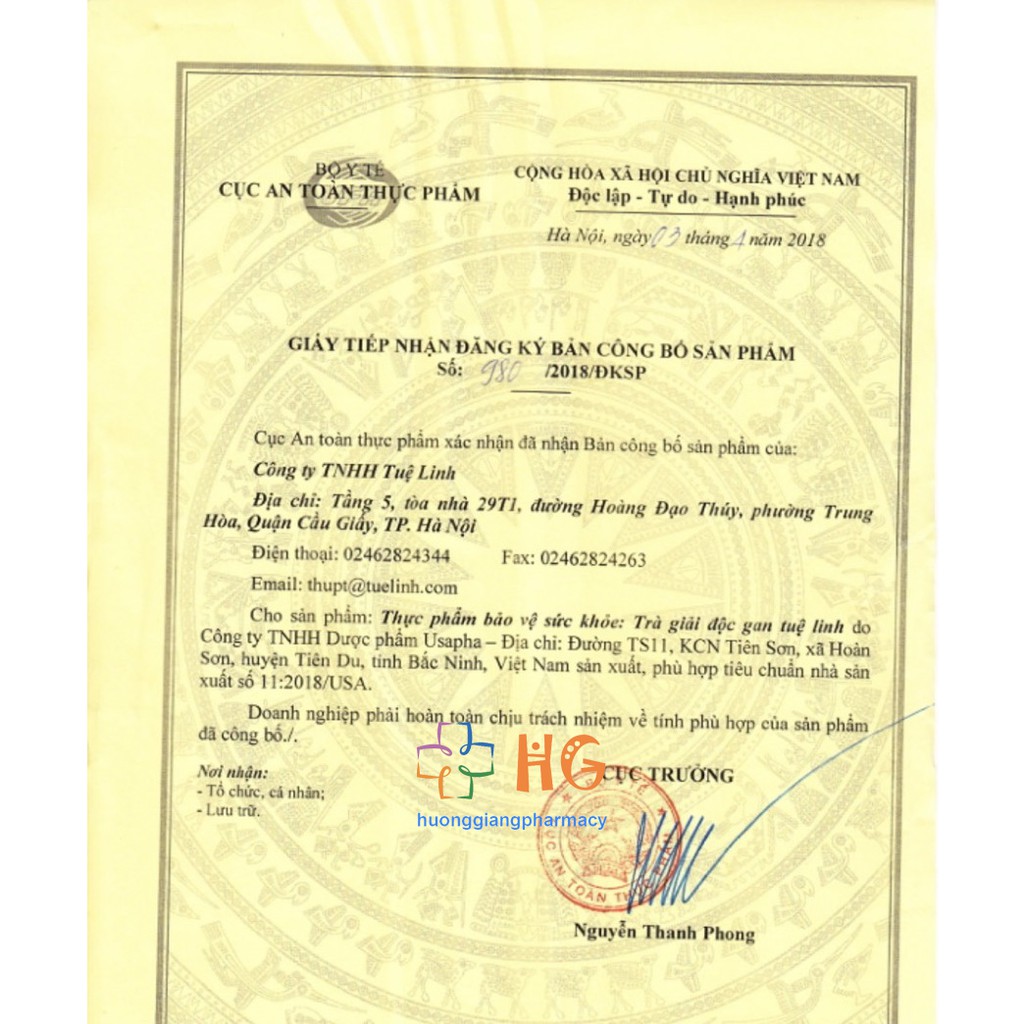 BỘ Y TẾ
CỤC AN TOÀN THỰC PHẨM
CỘNG HÒA XÃ HỘI CHỦ NGHĨA VIỆT NAM
Độc lập - Tự do - Hạnh phúc
Hà Nội, ngày 03 tháng 4 năm 2018
GIẤY TIẾP NHẬN ĐĂNG KÝ BẢN CÔNG BỐ SẢN PHẨM
Số: 980 /2018/ĐKSP
Cục An toàn thực phẩm xác nhận đã nhận Bản công bố sản phẩm của:
Công ty TNHH Tuệ Linh
Địa chỉ: Tầng 5, tòa nhà 29T1, đường Hoàng Đạo Thúy, phường Trung
Hòa, Quận Cầu Giấy, TP. Hà Nội
Điện thoại: 02462824344 Fax: 02462824263
Email: thupt@tuelinh.com
Cho sản phẩm: Thực phẩm bảo vệ sức khỏe: Trà giải độc gan tuệ linh do
Công ty TNHH Dược phẩm Usapha – Địa chỉ: Đường TS11, KCN Tiên Sơn, xã Hoàn
Sơn, huyện Tiên Du, tỉnh Bắc Ninh, Việt Nam sản xuất, phù hợp tiêu chuẩn nhà sản
xuất số 11:2018/USA.
Doanh nghiệp phải hoàn toàn chịu trách nhiệm về tính phù hợp của sản phẩm
đã công bố./.
Nơi nhận:
- Tổ chức, cá nhân;
- Lưu trữ.
HG
huonggiangpharmacy
CỤC TRƯỞNG
BỘ Y TẾ
CỤC AN TOÀN THỰC PHẨM
Nguyễn Thanh Phong